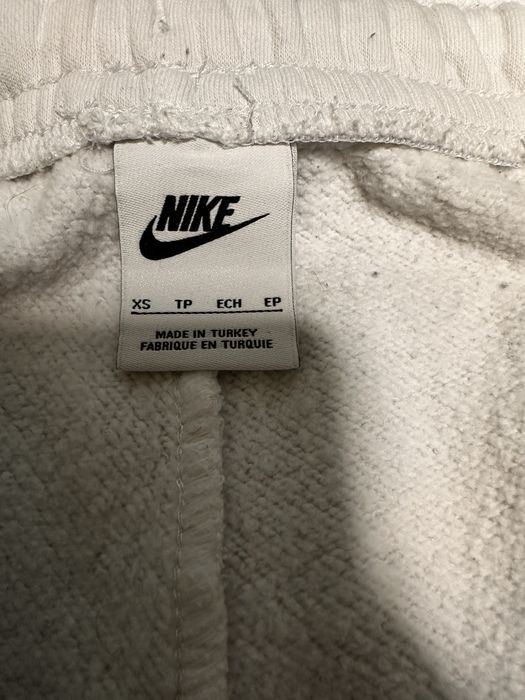 NIKE
XS TP ECH EP
MADE IN TURKEY
FABRIQUE EN TURQUIE